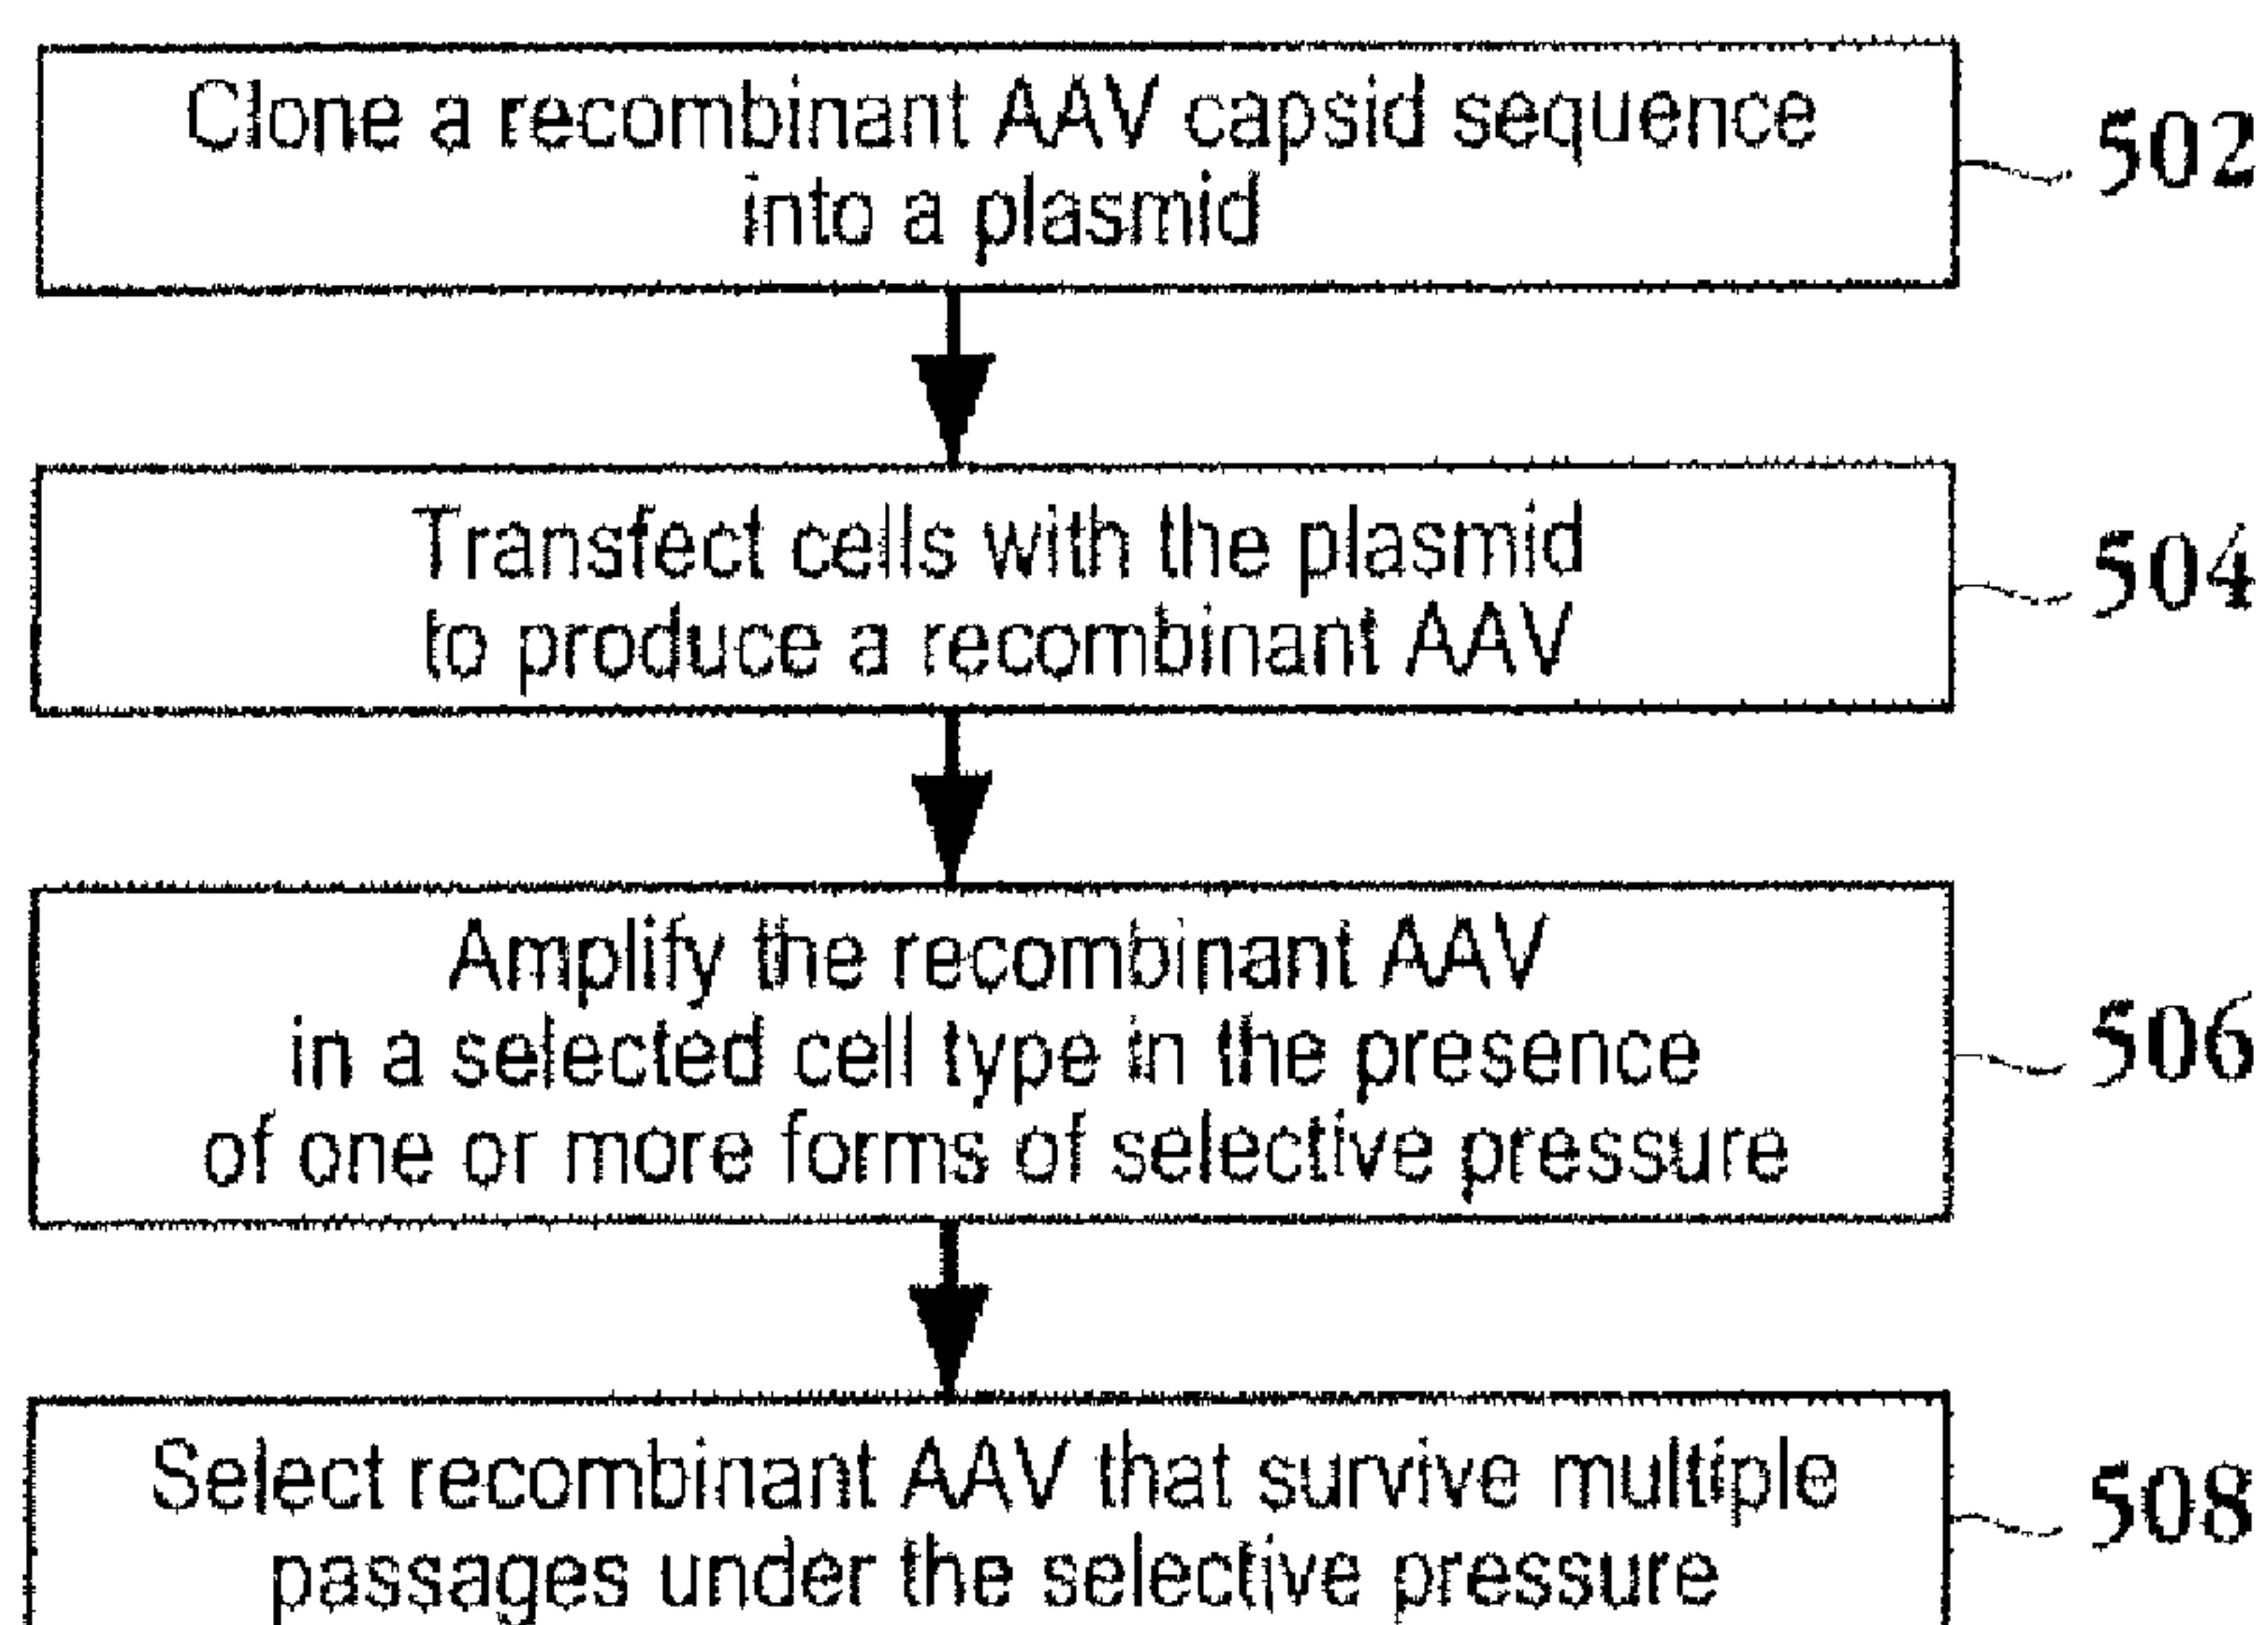 Clone a recombinant AAV capsid sequence
into a plasmid
502
Transfect cells with the plasmid
to produce a recombinant AAV
504
Amplify the recombinant AAV
in a selected cell type in the presence
of one or more forms of selective pressure
506
Select recombinant AAV that survive multiple
passages under the selective pressure
508